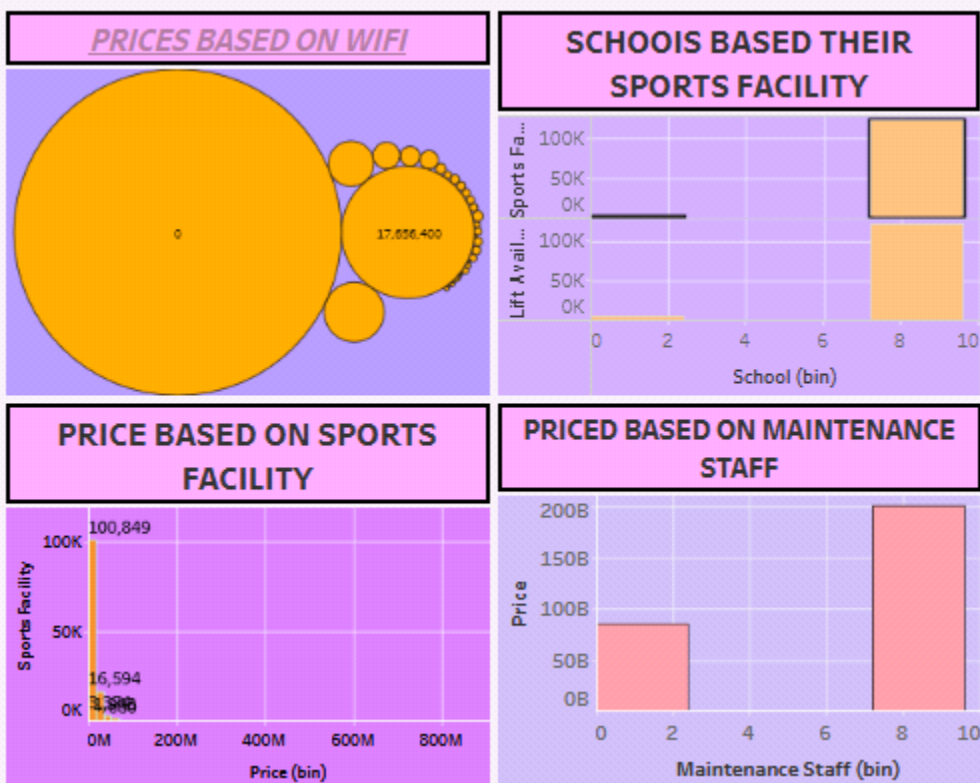 PRICES BASED ON WIFI
0
17,656,400
SCHOOIS BASED THEIR
SPORTS FACILITY
Sports Fa...
100K
50K
0K
Lift Avail...
100K
50K
0K
0 2 4 6 8 10
School (bin)
PRICE BASED ON SPORTS
FACILITY
Sports Facility
100,849
100K
50K
16,594
0K
0M 200M 400M 600M 800M
Price (bin)
PRICED BASED ON MAINTENANCE
STAFF
Price
200B
150B
100B
50B
0B
0 2 4 6 8 10
Maintenance Staff (bin)